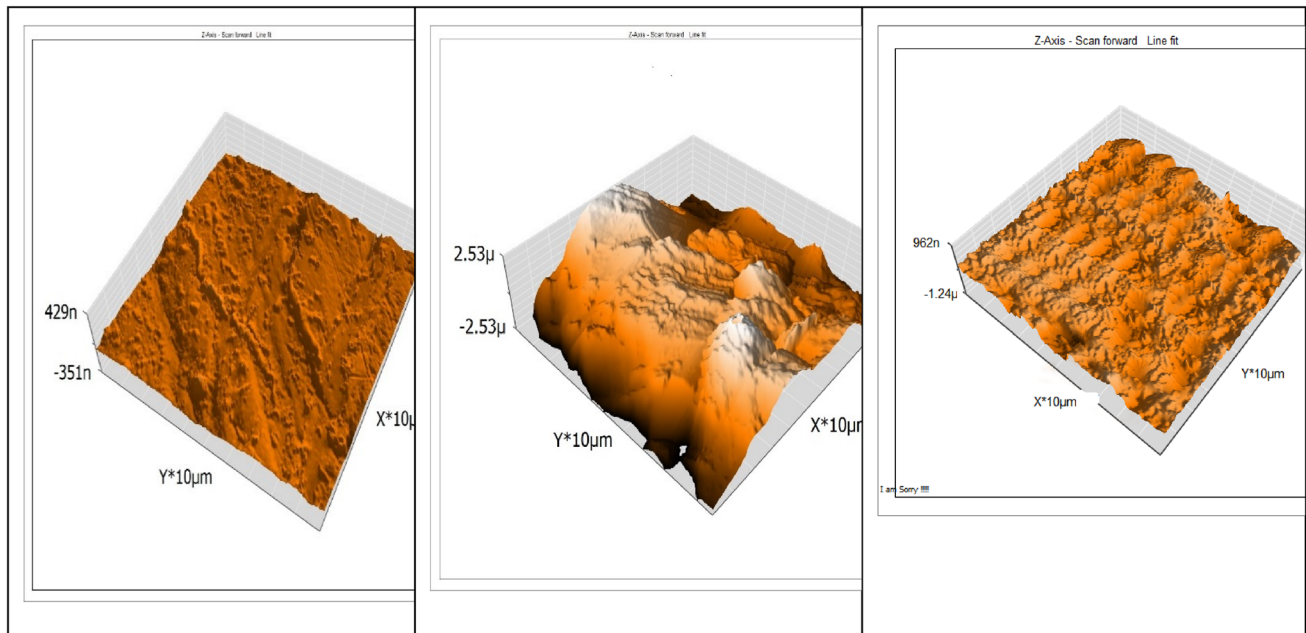 Z-Axis - Scan forward Line fit
429n
-351n
Y*10µm
X*10µ
Z-Axis - Scan forward Line fit
2.53µ
-2.53µ
Y*10µm
X*10µm
Z-Axis - Scan forward Line fit
962n
-1.24µ
X*10µm
Y*10µm
I am Sorry !!!!!